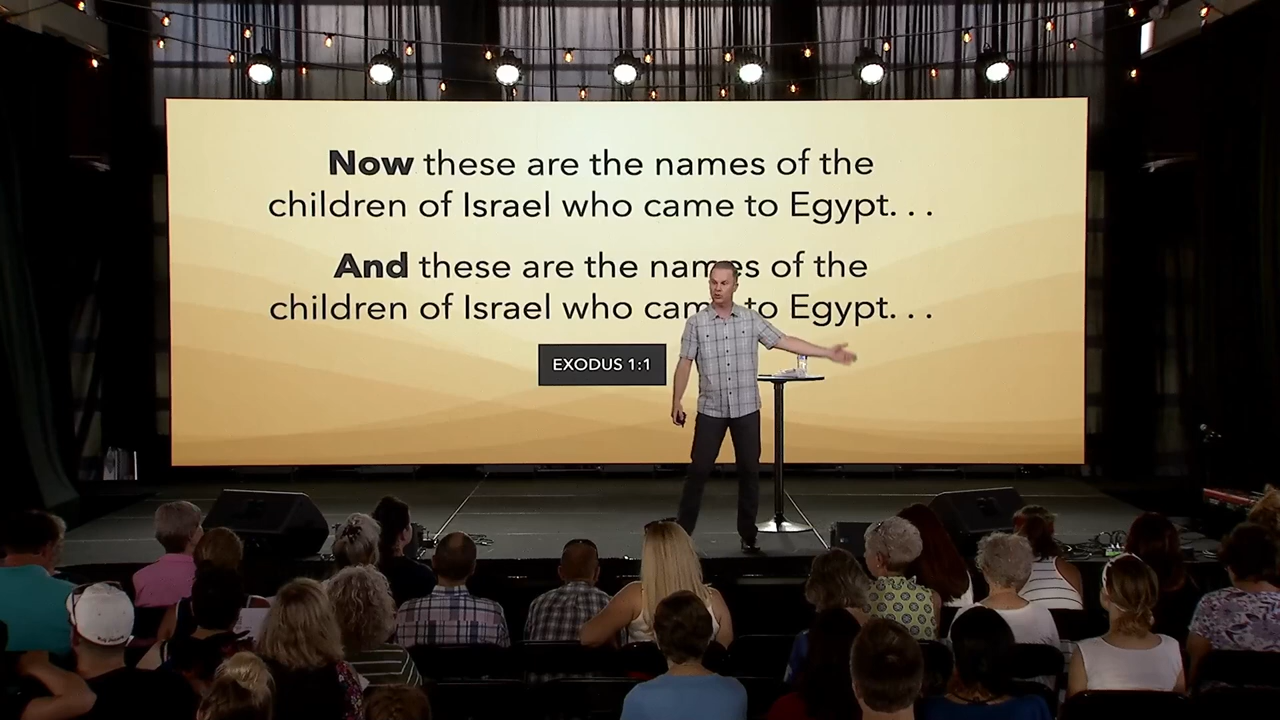 Now these are the names of the
children of Israel who came to Egypt. . .
And these are the names of the
children of Israel who came to Egypt. . .
EXODUS 1:1